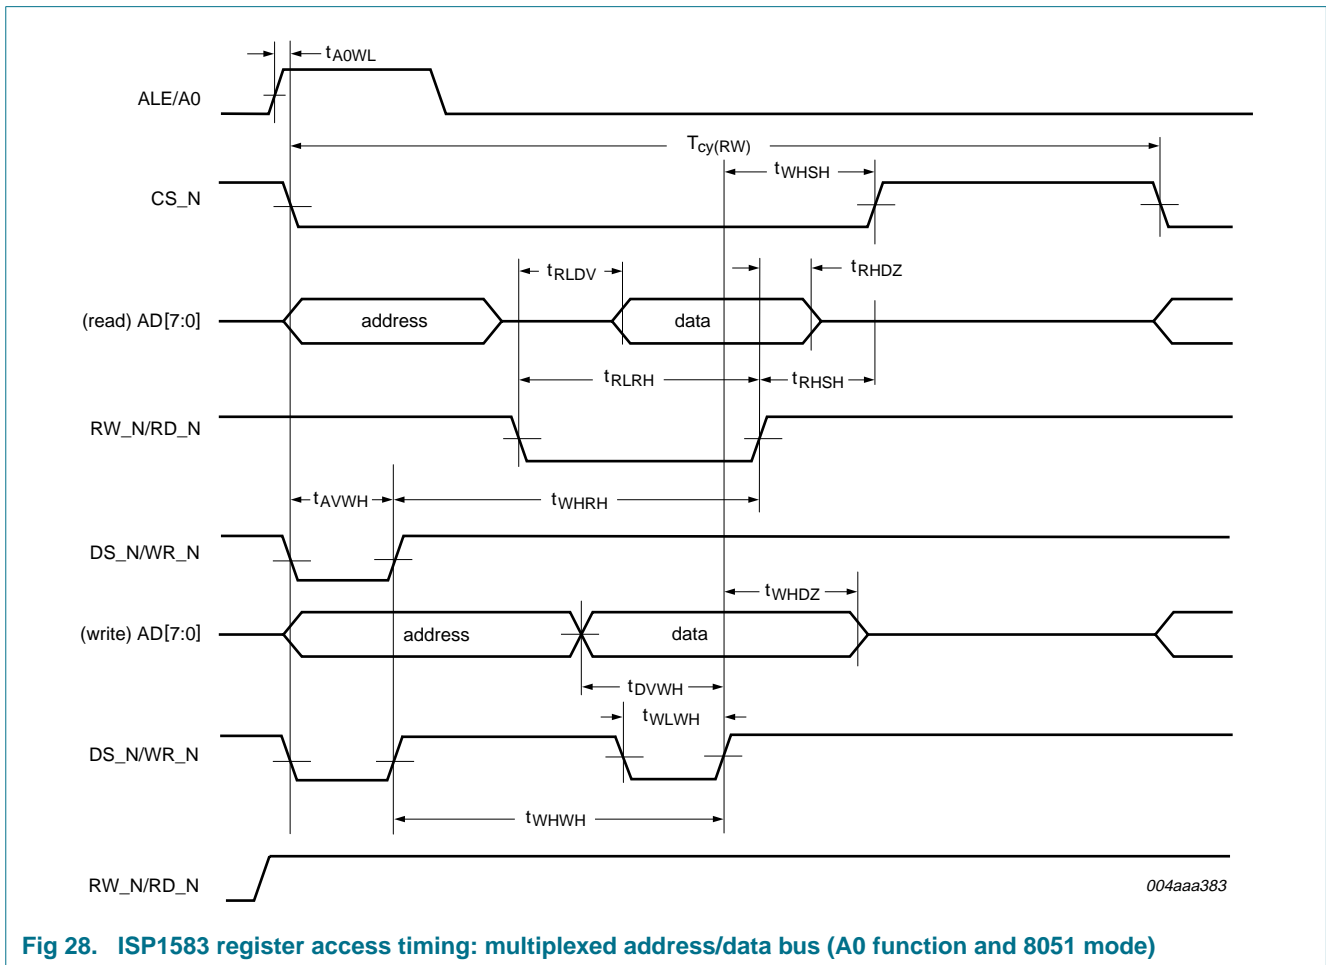 tA0WL
ALE/A0
Tcy(RW)
tWHSH
CS_N
tRLDV
tRHDZ
(read) AD[7:0]
address
data
tRLRH
tRHSH
RW_N/RD_N
tAVWH
tWHRH
DS_N/WR_N
tWHDZ
(write) AD[7:0]
address
data
tDVWH
tWLWH
DS_N/WR_N
tWHWH
RW_N/RD_N
004aaa383
Fig 28. ISP1583 register access timing: multiplexed address/data bus (A0 function and 8051 mode)